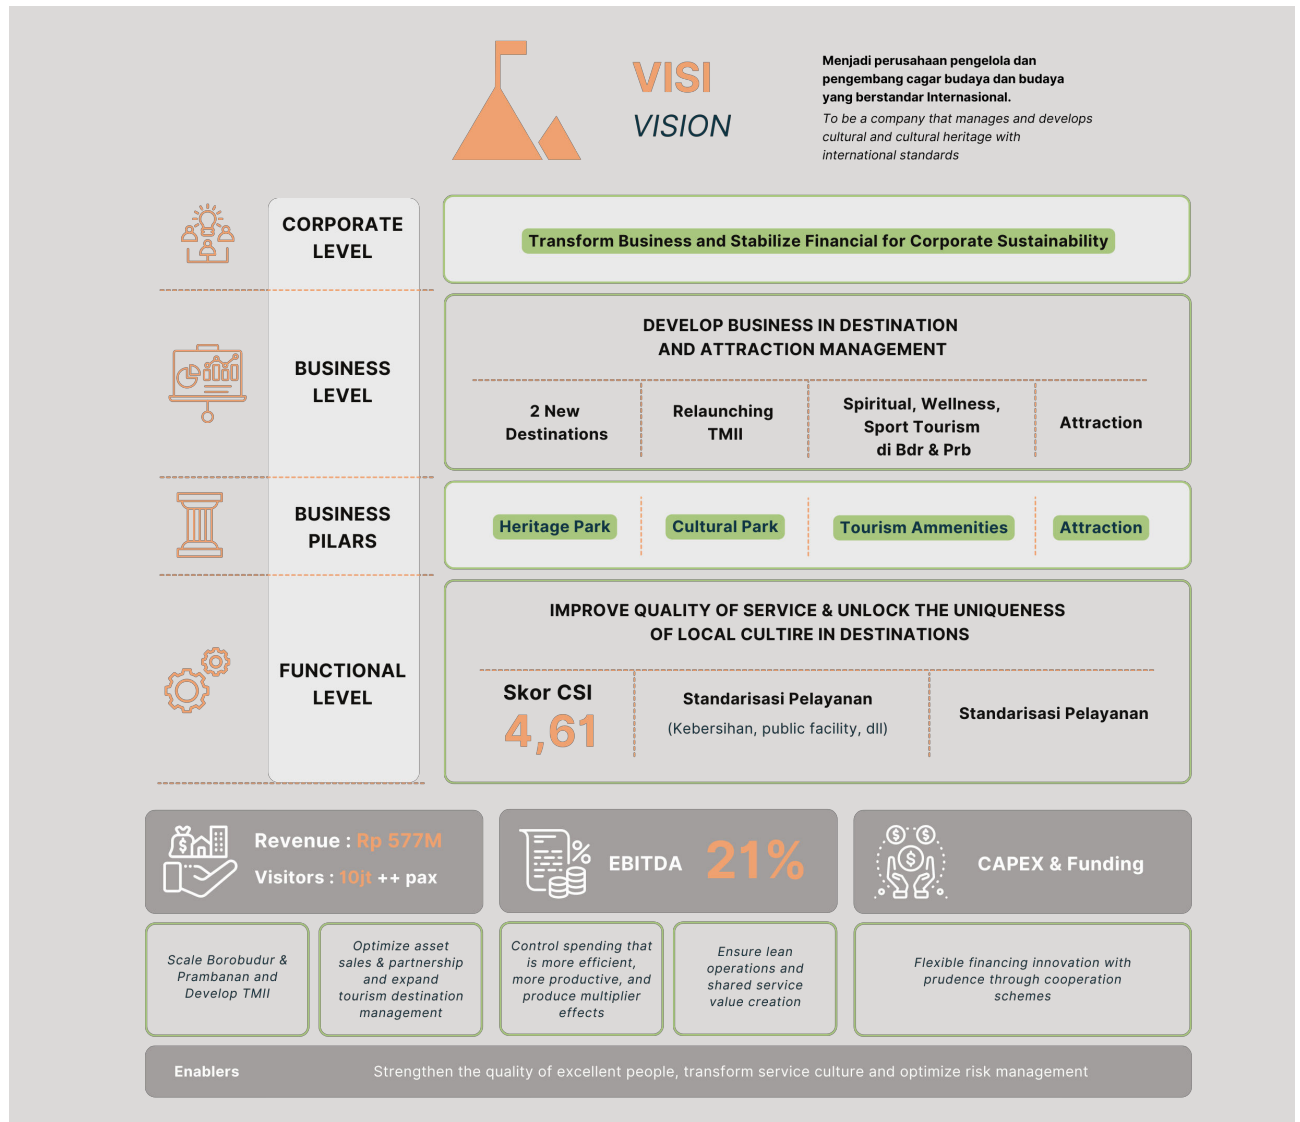 VISI
VISION
Menjadi perusahaan pengelola dan
pengembang cagar budaya dan budaya
yang berstandar Internasional.
To be a company that manages and develops
cultural and cultural heritage with
international standards
CORPORATE
LEVEL
Transform Business and Stabilize Financial for Corporate Sustainability
BUSINESS
LEVEL
DEVELOP BUSINESS IN DESTINATION
AND ATTRACTION MANAGEMENT
2 New
Destinations
Relaunching
TMII
Spiritual, Wellness,
Sport Tourism
di Bdr & Prb
Attraction
BUSINESS
PILARS
Heritage Park
Cultural Park
Tourism Ammenities
Attraction
FUNCTIONAL
LEVEL
IMPROVE QUALITY OF SERVICE & UNLOCK THE UNIQUENESS
OF LOCAL CULTIRE IN DESTINATIONS
Skor CSI
4,61
Standarisasi Pelayanan
(Kebersihan, public facility, dll)
Standarisasi Pelayanan
Revenue : Rp 577M
Visitors : 10jt ++ pax
EBITDA 21%
CAPEX & Funding
Scale Borobudur &
Prambanan and
Develop TMII
Optimize asset
sales & partnership
and expand
tourism destination
management
Control spending that
is more efficient,
more productive, and
produce multiplier
effects
Ensure lean
operations and
shared service
value creation
Flexible financing innovation with
prudence through cooperation
schemes
Enablers
Strengthen the quality of excellent people, transform service culture and optimize risk management